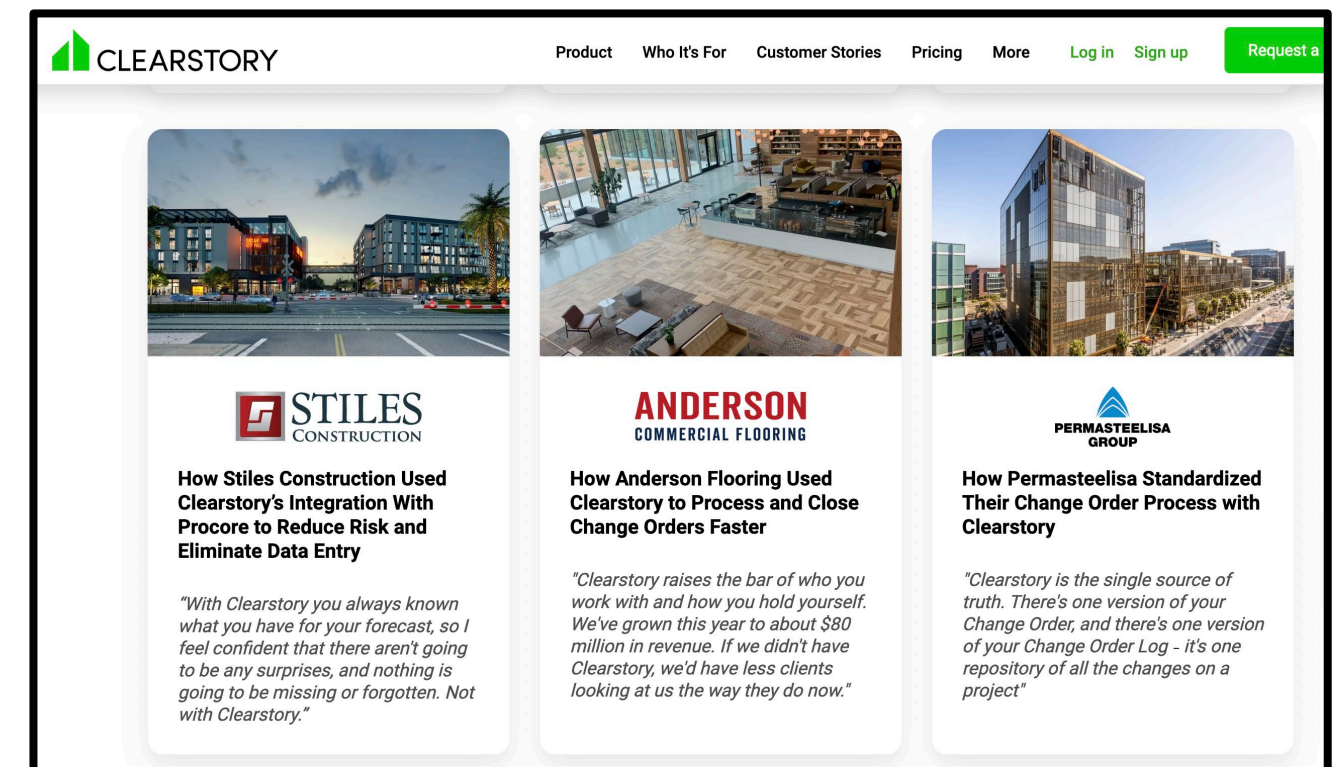 CLEARSTORY
Product Who It's For Customer Stories Pricing More Log in Sign up Request a
STILES
CONSTRUCTION
How Stiles Construction Used
Clearstory’s Integration With
Procore to Reduce Risk and
Eliminate Data Entry
“With Clearstory you always known
what you have for your forecast, so I
feel confident that there aren't going
to be any surprises, and nothing is
going to be missing or forgotten. Not
with Clearstory.”
ANDERSON
COMMERCIAL FLOORING
How Anderson Flooring Used
Clearstory to Process and Close
Change Orders Faster
"Clearstory raises the bar of who you
work with and how you hold yourself.
We've grown this year to about $80
million in revenue. If we didn't have
Clearstory, we'd have less clients
looking at us the way they do now."
PERMASTEELISA
GROUP
How Permasteelisa Standardized
Their Change Order Process with
Clearstory
"Clearstory is the single source of
truth. There's one version of your
Change Order, and there's one version
of your Change Order Log - it's one
repository of all the changes on a
project"